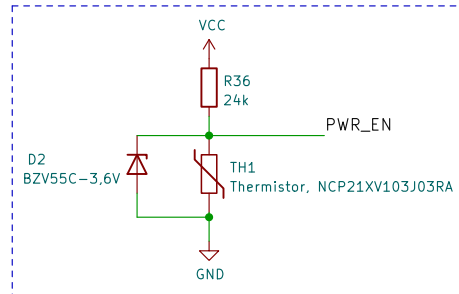 VCC
R36
24k
PWR_EN
D2
BZV55C-3,6V
TH1
Thermistor, NCP21XV103J03RA
GND